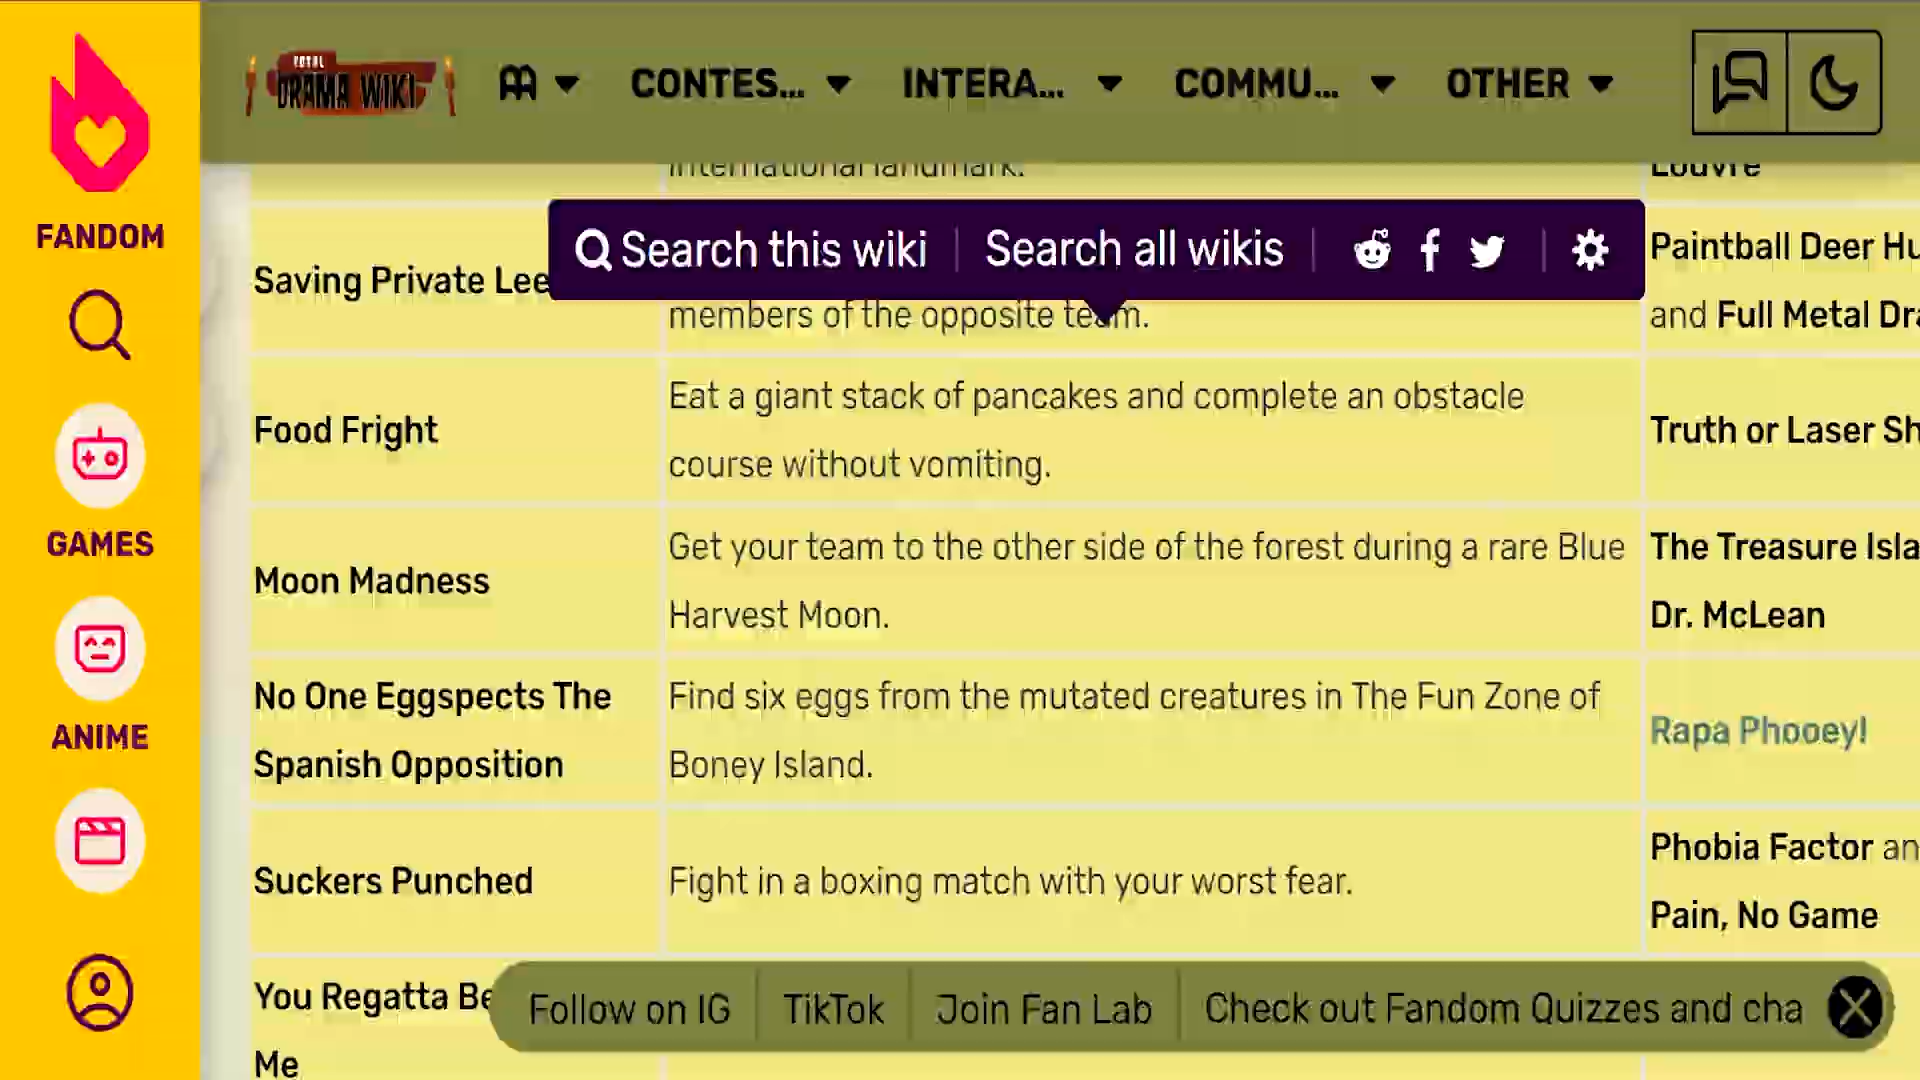 TOTAL
DRAMA WIKI
CONTES...
INTERA...
COMMU...
OTHER
FANDOM
GAMES
ANIME
international landmark.
Louvre
Search this wiki
Search all wikis
Saving Private Lee
members of the opposite team.
Paintball Deer Hu
and Full Metal Dra
Food Fright
Eat a giant stack of pancakes and complete an obstacle
course without vomiting.
Truth or Laser Sh
Moon Madness
Get your team to the other side of the forest during a rare Blue
Harvest Moon.
The Treasure Isla
Dr. McLean
No One Eggspects The
Spanish Opposition
Find six eggs from the mutated creatures in The Fun Zone of
Boney Island.
Rapa Phooey!
Suckers Punched
Fight in a boxing match with your worst fear.
Phobia Factor an
Pain, No Game
You Regatta Be
Me
Follow on IG
TikTok
Join Fan Lab
Check out Fandom Quizzes and cha